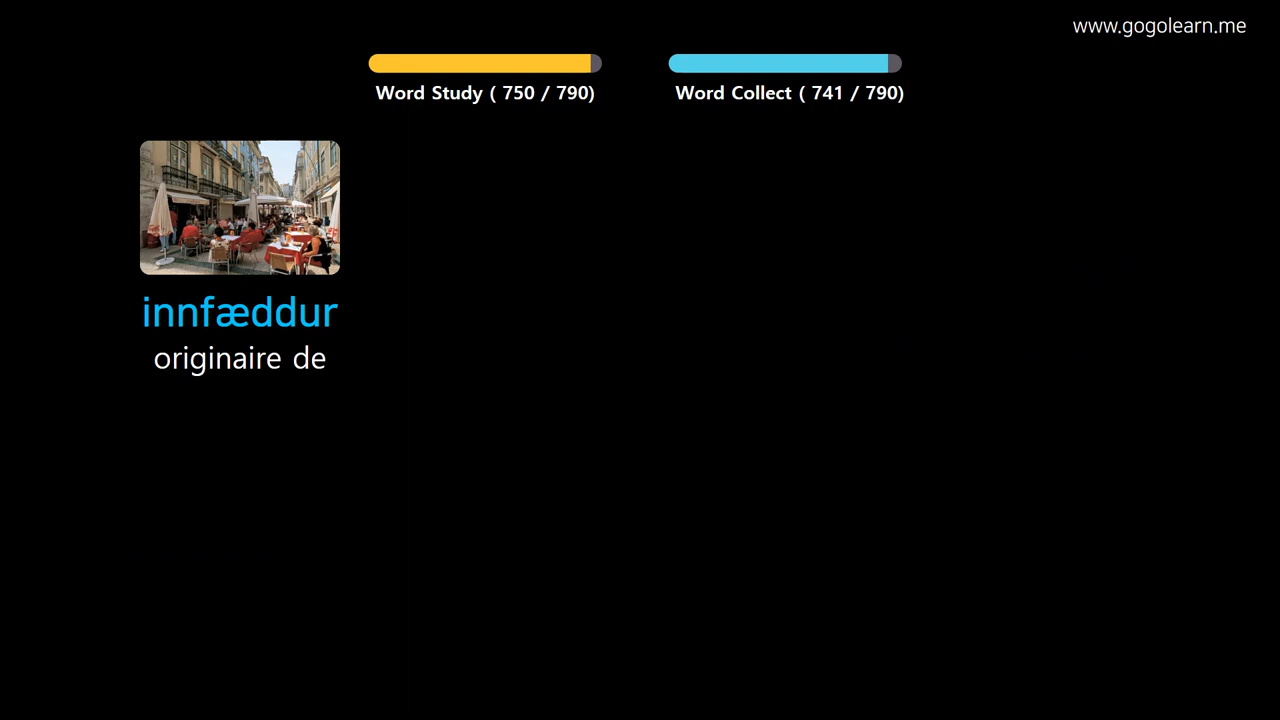 www.gogolearn.me
Word Study ( 750 / 790)
Word Collect ( 741 / 790)
innfæddur
originaire de